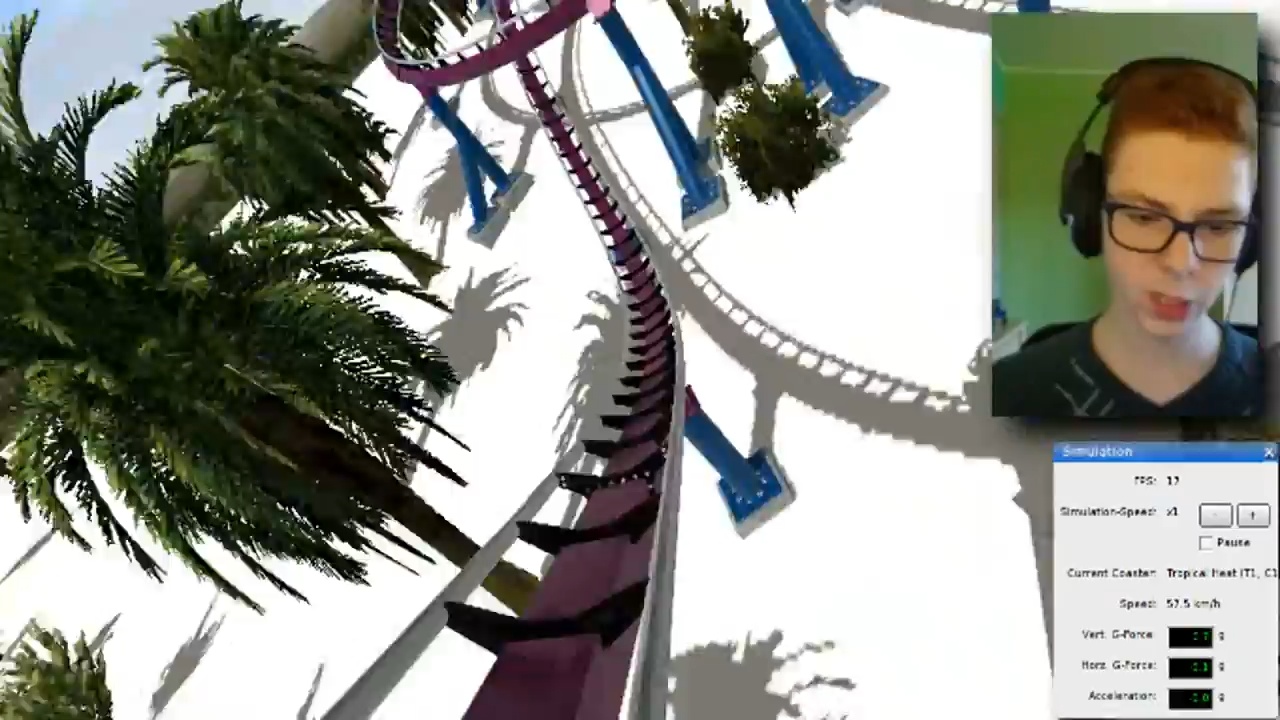 Simulation
FPS: 17
Simulation-Speed: x1 - +
Pause
Current Coaster: Tropical Heat (T1, C1
Speed: 57.5 km/h
Vert. G-Force: g
Horz. G-Force: g
Acceleration: g